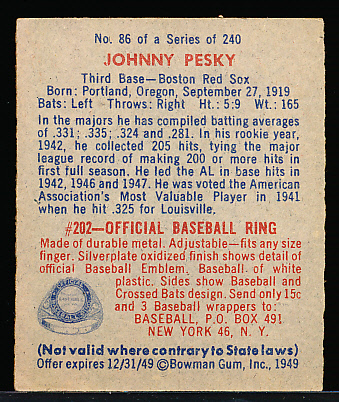 No. 86 of a Series of 240
JOHNNY PESKY
Third Base—Boston Red Sox
Born: Portland, Oregon, September 27, 1919
Bats: Left Throws: Right Ht.: 5:9 Wt.: 165
In the majors he has compiled batting averages
of .331; .335; .324 and .281. In his rookie year,
1942, he collected 205 hits, tying the major
league record of making 200 or more hits in
first full season. He led the AL in base hits in
1942, 1946 and 1947. He was voted the American
Association's Most Valuable Player in 1941
when he hit .325 for Louisville.
#202—OFFICIAL BASEBALL RING
Made of durable metal. Adjustable—fits any size
finger. Silverplate oxidized finish shows detail of
official Baseball Emblem. Baseball of white
plastic. Sides show Baseball and
Crossed Bats design. Send only 15c
and 3 Baseball wrappers to:
BASEBALL, P.O. BOX 491
NEW YORK 46, N. Y.
(Not valid where contrary to State laws)
Offer expires 12/31/49 ©Bowman Gum, Inc., 1949